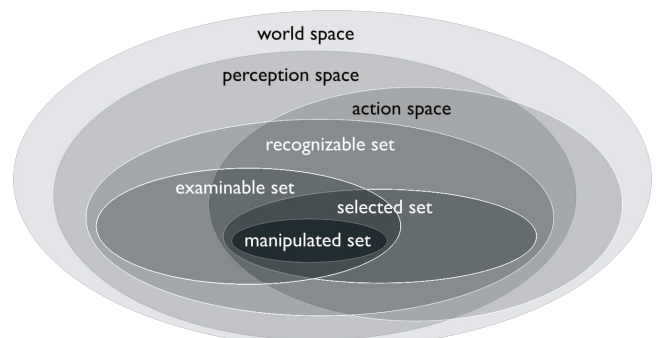 world space
perception space
action space
recognizable set
examinable set
selected set
manipulated set